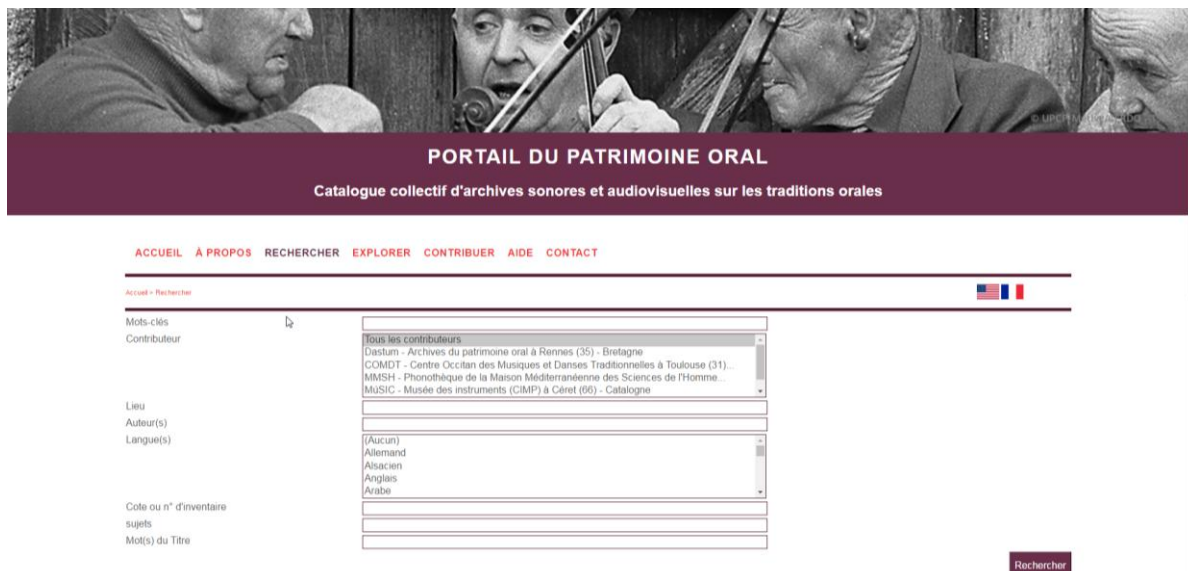 © UPCP-M
PORTAIL DU PATRIMOINE ORAL
Catalogue collectif d'archives sonores et audiovisuelles sur les traditions orales
ACCUEIL À PROPOS RECHERCHER EXPLORER CONTRIBUER AIDE CONTACT
Accueil » Rechercher
Mots-clés
Contributeur
Tous les contributeurs
Dastum - Archives du patrimoine oral à Rennes (35) - Bretagne
COMDT - Centre Occitan des Musiques et Danses Traditionnelles à Toulouse (31)...
MMSH - Phonothèque de la Maison Méditerranéenne des Sciences de l'Homme...
MúSIC - Musée des instruments (CIMP) à Céret (66) - Catalogne
Lieu
Auteur(s)
Langue(s)
(Aucun)
Allemand
Alsacien
Anglais
Arabe
Cote ou n° d'inventaire
sujets
Mot(s) du Titre
Rechercher